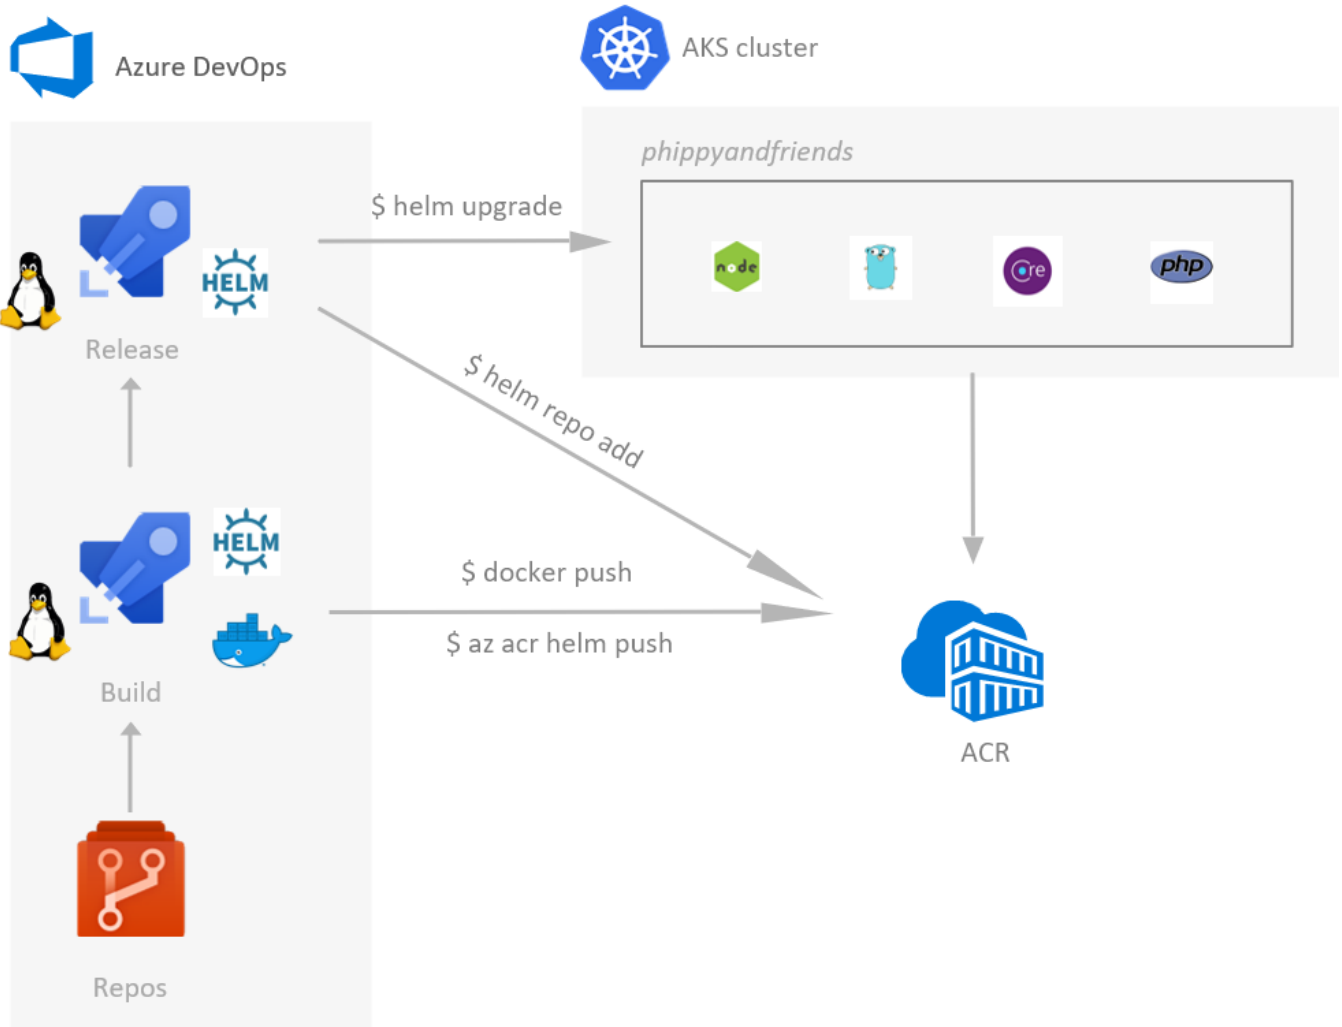 Azure DevOps
AKS cluster
phippyandfriends
$ helm upgrade
node
Core
php
HELM
Release
$ helm repo add
HELM
$ docker push
$ az acr helm push
Build
ACR
Repos